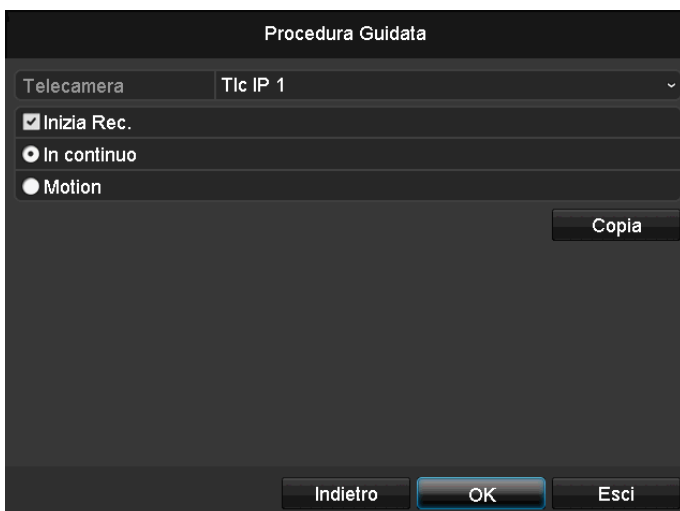 Procedura Guidata
Telecamera Tlc IP 1
Inizia Rec.
In continuo
Motion
Copia
Indietro OK Esci